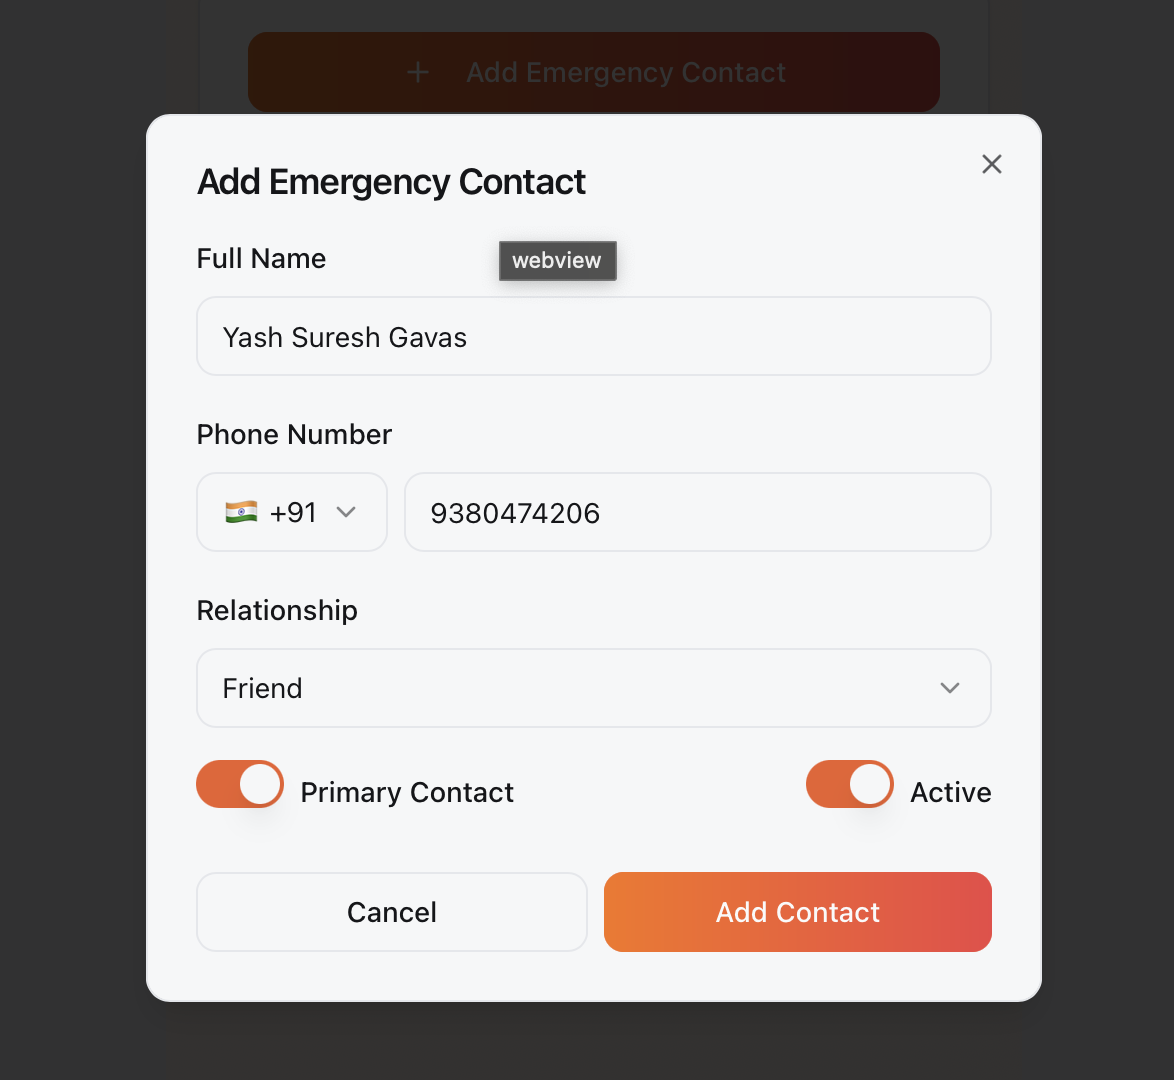 + Add Emergency Contact
Add Emergency Contact
Full Name
webview
Yash Suresh Gavas
Phone Number
+91
9380474206
Relationship
Friend
Primary Contact
Active
Cancel
Add Contact